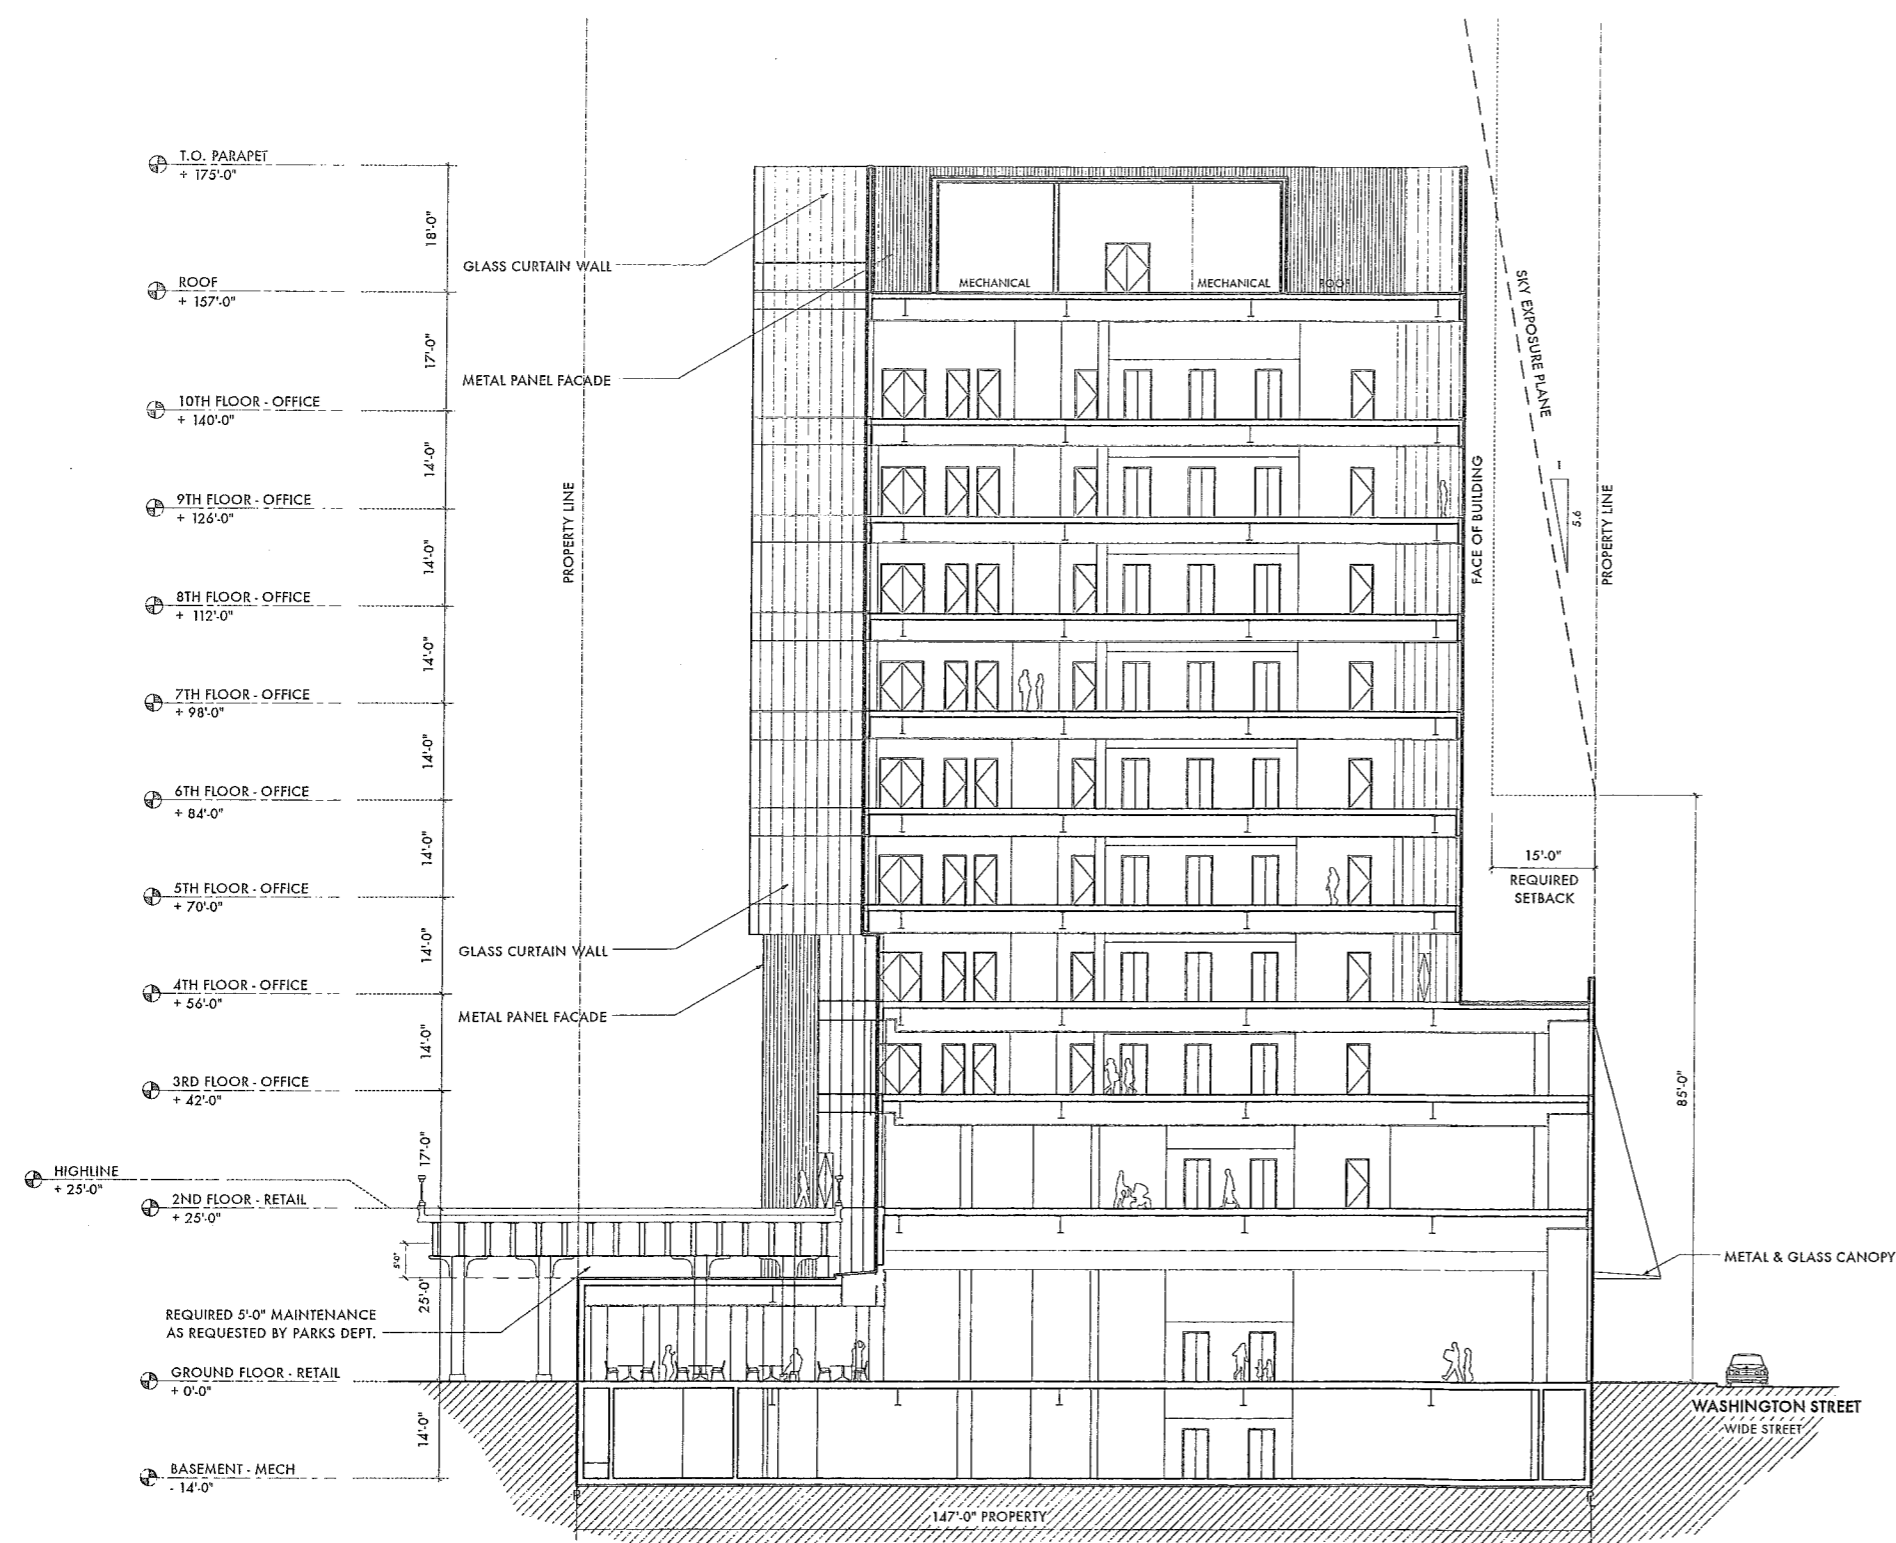 T.O. PARAPET
+ 175'-0"
18'-0"
GLASS CURTAIN WALL
ROOF
+ 157'-0"
MECHANICAL
MECHANICAL
ROOF
17'-0"
METAL PANEL FACADE
SKY EXPOSURE PLANE
10TH FLOOR - OFFICE
+ 140'-0"
14'-0"
9TH FLOOR - OFFICE
+ 126'-0"
PROPERTY LINE
FACE OF BUILDING
1
5.6
PROPERTY LINE
14'-0"
8TH FLOOR - OFFICE
+ 112'-0"
14'-0"
7TH FLOOR - OFFICE
+ 98'-0"
14'-0"
6TH FLOOR - OFFICE
+ 84'-0"
14'-0"
15'-0"
REQUIRED
SETBACK
5TH FLOOR - OFFICE
+ 70'-0"
14'-0"
GLASS CURTAIN WALL
4TH FLOOR - OFFICE
+ 56'-0"
METAL PANEL FACADE
14'-0"
3RD FLOOR - OFFICE
+ 42'-0"
85'-0"
17'-0"
HIGHLINE
+ 25'-0"
2ND FLOOR - RETAIL
+ 25'-0"
5'-0"
METAL & GLASS CANOPY
25'-0"
REQUIRED 5'-0" MAINTENANCE
AS REQUESTED BY PARKS DEPT.
GROUND FLOOR - RETAIL
+ 0'-0"
WASHINGTON STREET
WIDE STREET
14'-0"
BASEMENT - MECH
- 14'-0"
147'-0" PROPERTY